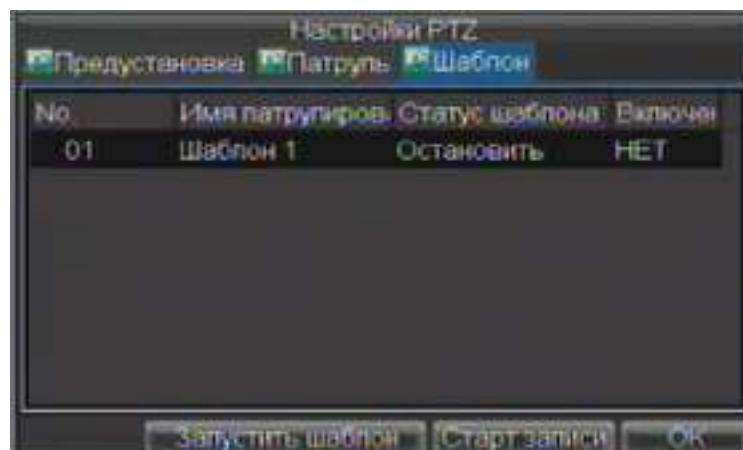 Настройки PTZ
Предустановка Патруль Шаблон
No. Имя патрулиров Статус шаблона Включен
01 Шаблон 1 Остановить НЕТ
Запустить шаблон Старт записи OK